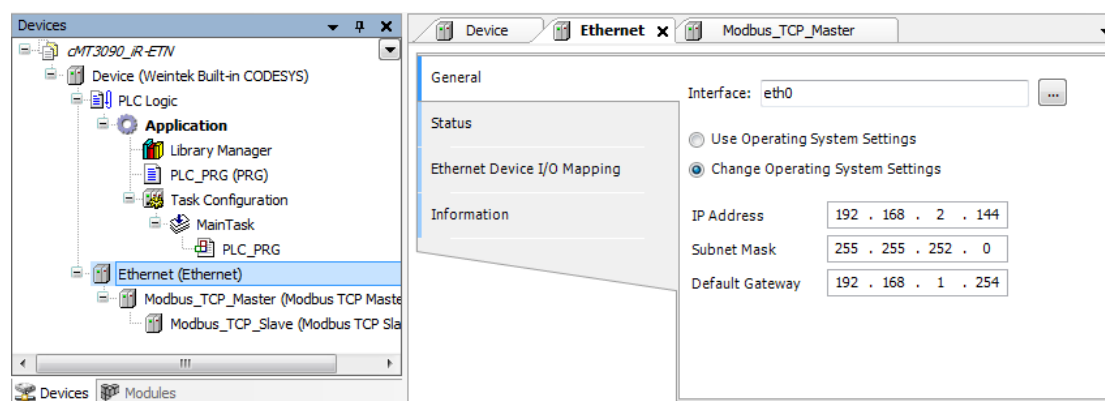 Devices
cMT3090_iR-ETN
Device (Weintek Built-in CODESYS)
PLC Logic
Application
Library Manager
PLC_PRG (PRG)
Task Configuration
MainTask
PLC_PRG
Ethernet (Ethernet)
Modbus_TCP_Master (Modbus TCP Maste
Modbus_TCP_Slave (Modbus TCP Sla
Devices Modules
Device Ethernet Modbus_TCP_Master
General
Status
Ethernet Device I/O Mapping
Information
Interface: eth0 ...
Use Operating System Settings
Change Operating System Settings
IP Address 192 . 168 . 2 . 144
Subnet Mask 255 . 255 . 252 . 0
Default Gateway 192 . 168 . 1 . 254